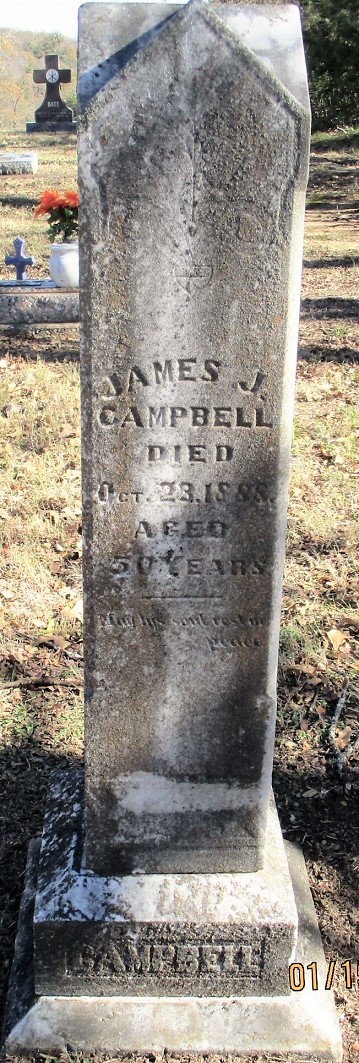 JAMES J.
CAMPBELL
DIED
OCT. 23, 1888.
AGED
50 YEARS
May his soul rest in
peace.
CAMPBELL
01/1